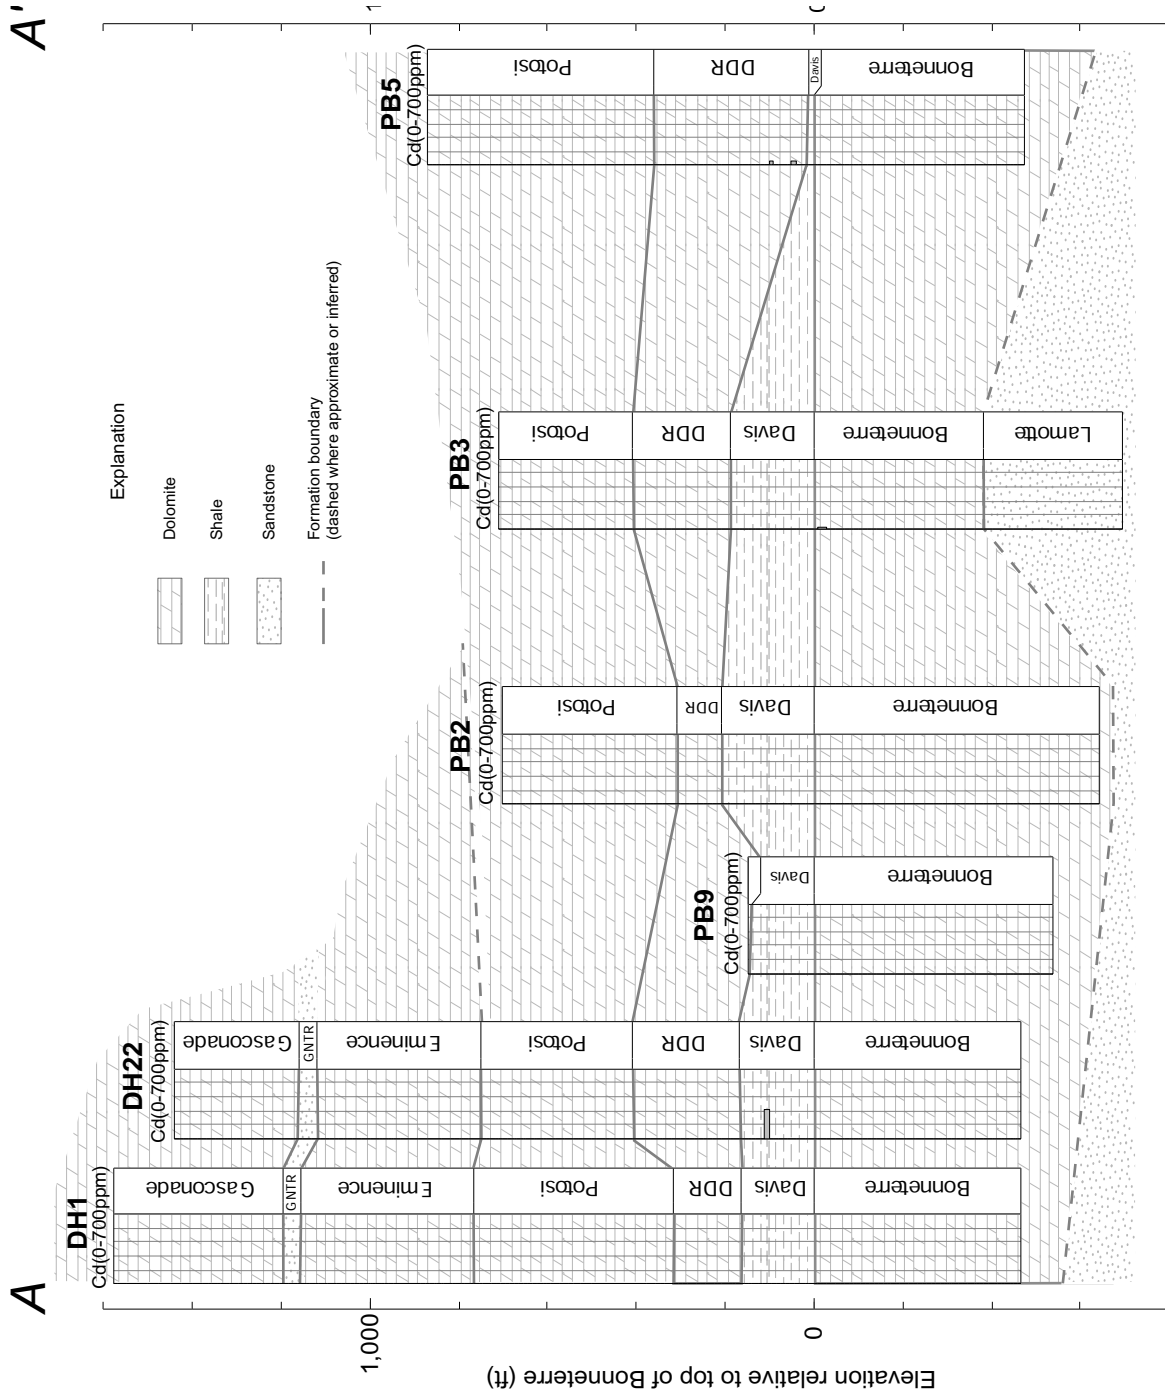 A
A'
DH1
Cd(0-700ppm)
Gasconade
GNTR
Eminence
Potosi
DDR
Davis
Bonneterre
DH22
Cd(0-700ppm)
Gasconade
GNTR
Eminence
Potosi
DDR
Davis
Bonneterre
PB9
Cd(0-700ppm)
Davis
Bonneterre
PB2
Cd(0-700ppm)
Potosi
DDR
Davis
Bonneterre
PB3
Cd(0-700ppm)
Potosi
DDR
Davis
Bonneterre
Lamotte
PB5
Cd(0-700ppm)
Potosi
DDR
Davis
Bonneterre
Explanation
Dolomite
Shale
Sandstone
Formation boundary
(dashed where approximate or inferred)
1,000
0
Elevation relative to top of Bonneterre (ft)